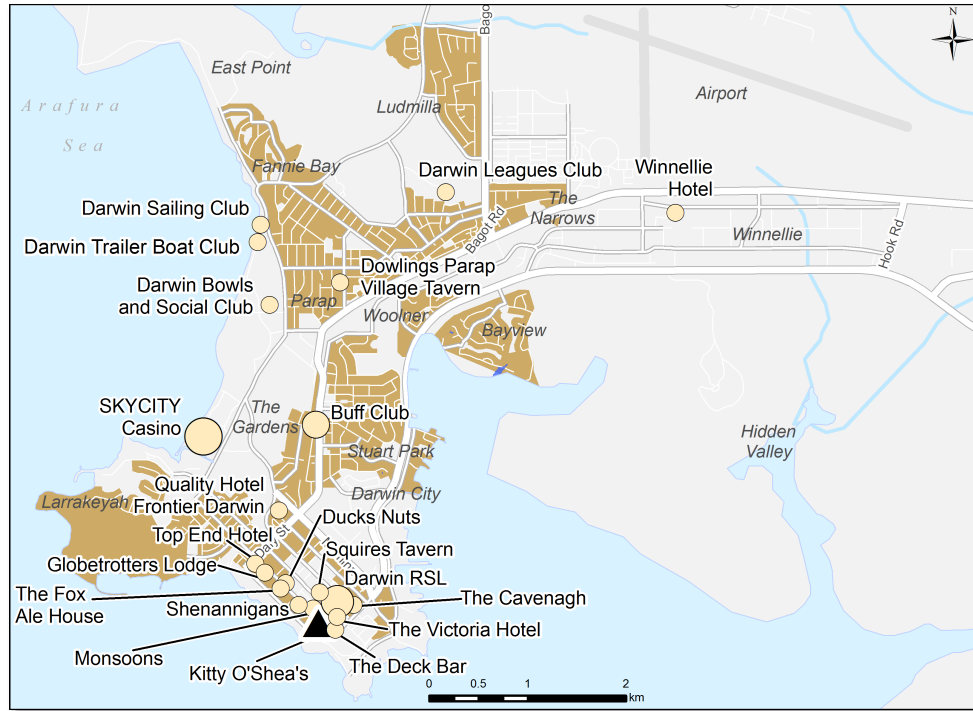 N
Bagot
East Point
Ludmilla
Airport
Arafura
Sea
Fannie Bay
Darwin Leagues Club
Winnellie
Hotel
The
Narrows
Darwin Sailing Club
Bagot Rd
Winnellie
Hook Rd
Darwin Trailer Boat Club
Dowlings Parap
Village Tavern
Darwin Bowls
and Social Club
Parap
Woolner
Bayview
SKYCITY
Casino
The
Gardens
Buff Club
Stuart Park
Hidden
Valley
Quality Hotel
Frontier Darwin
Darwin City
Larrakeyah
Ducks Nuts
Top End Hotel
Day St
Squires Tavern
Globetrotters Lodge
Darwin RSL
The Fox
Ale House
Shenannigans
The Cavenagh
The Victoria Hotel
Monsoons
Kitty O'Shea's
The Deck Bar
0 0.5 1 2
km